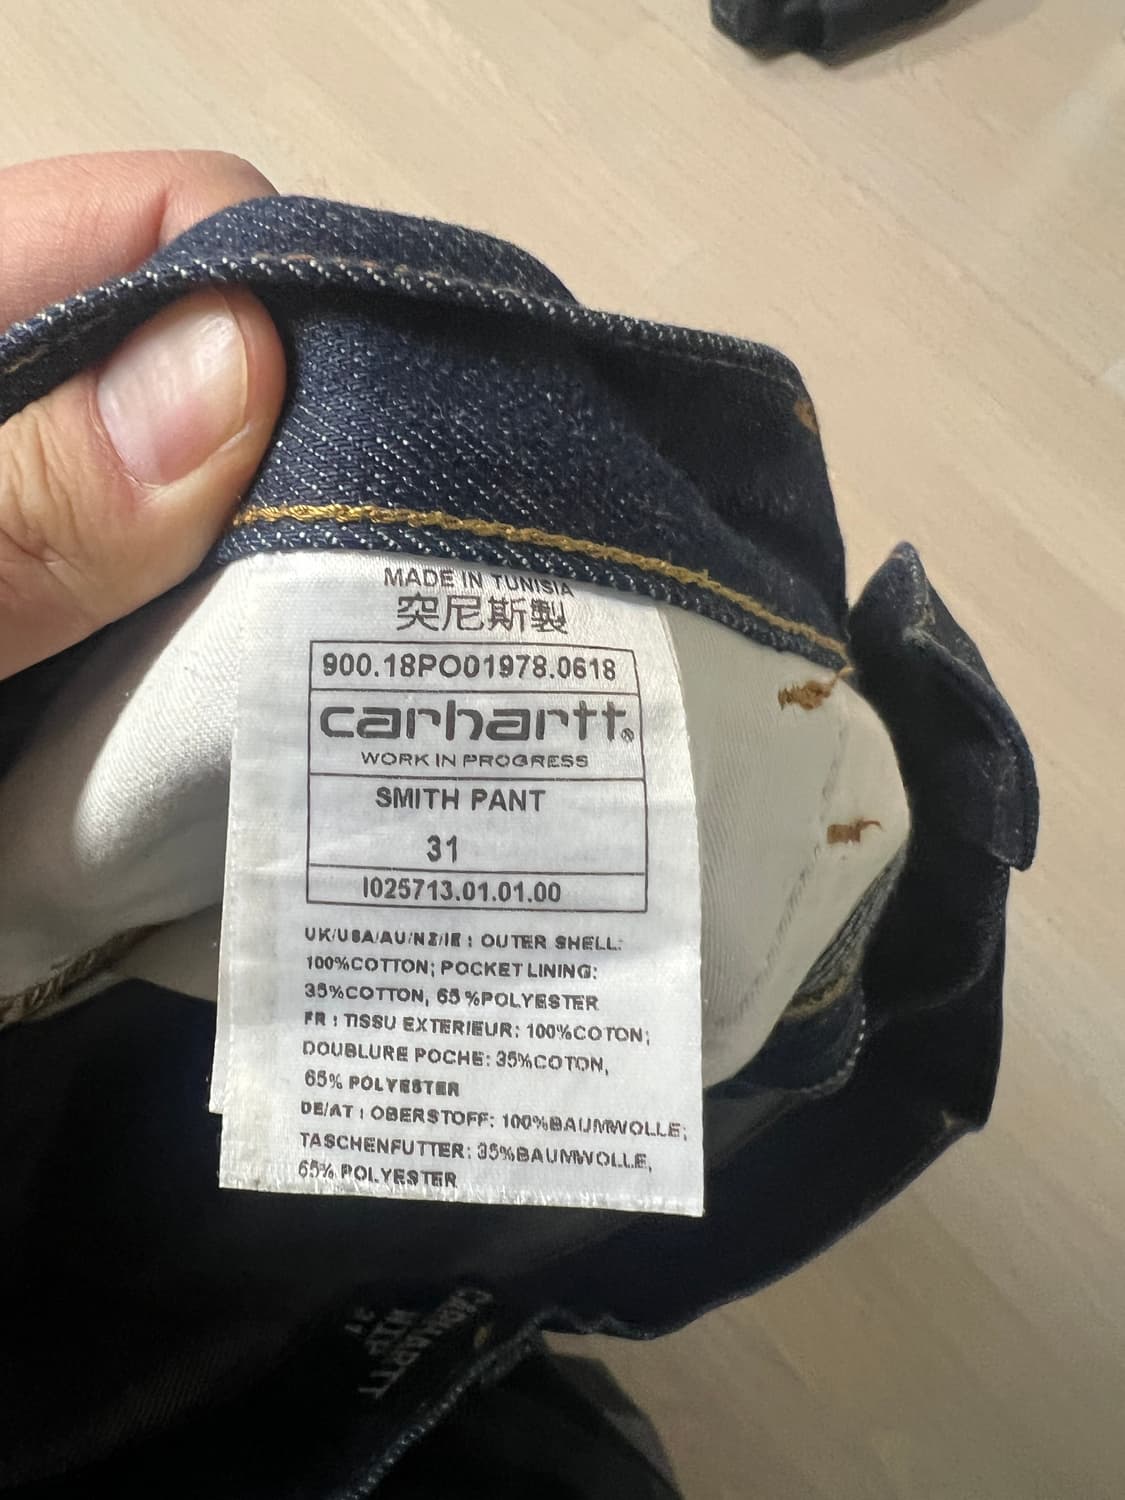 MADE IN TUNISIA
突尼斯製
900.18PO01978.0618
carhartt®
WORK IN PROGRESS
SMITH PANT
31
I025713.01.01.00
UK/USA/AU/NZ/IE : OUTER SHELL:
100%COTTON; POCKET LINING:
35%COTTON, 65%POLYESTER
FR : TISSU EXTERIEUR: 100%COTON;
DOUBLURE POCHE: 35%COTON,
65% POLYESTER
DE/AT : OBERSTOFF: 100%BAUMWOLLE;
TASCHENFUTTER: 35%BAUMWOLLE,
65% POLYESTER
CARHARTT
WIP
31